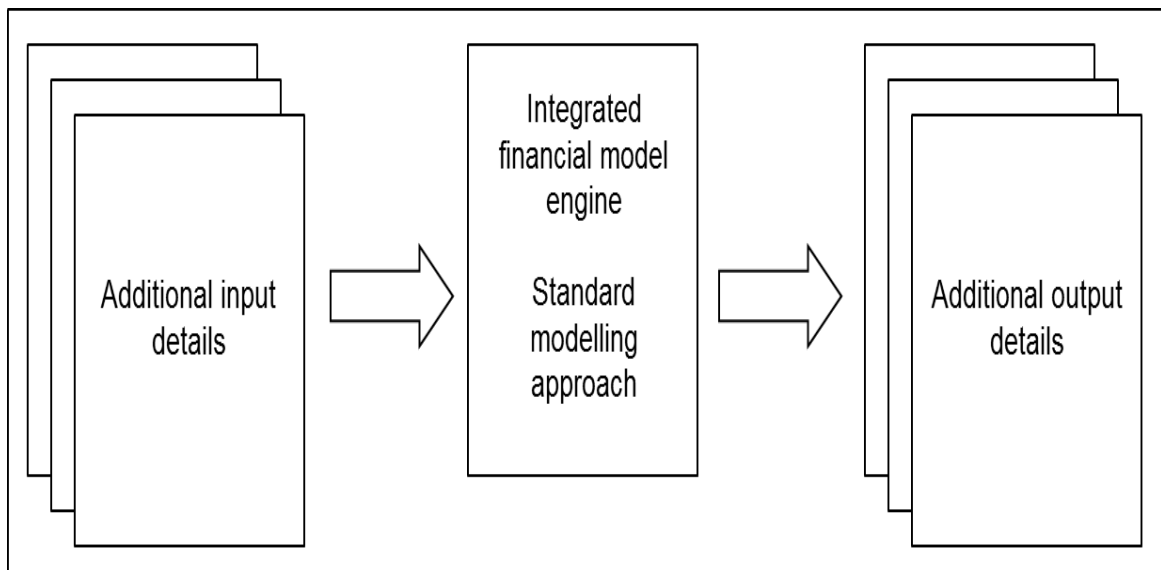 Additional input
details
Integrated
financial model
engine
Standard
modelling
approach
Additional output
details